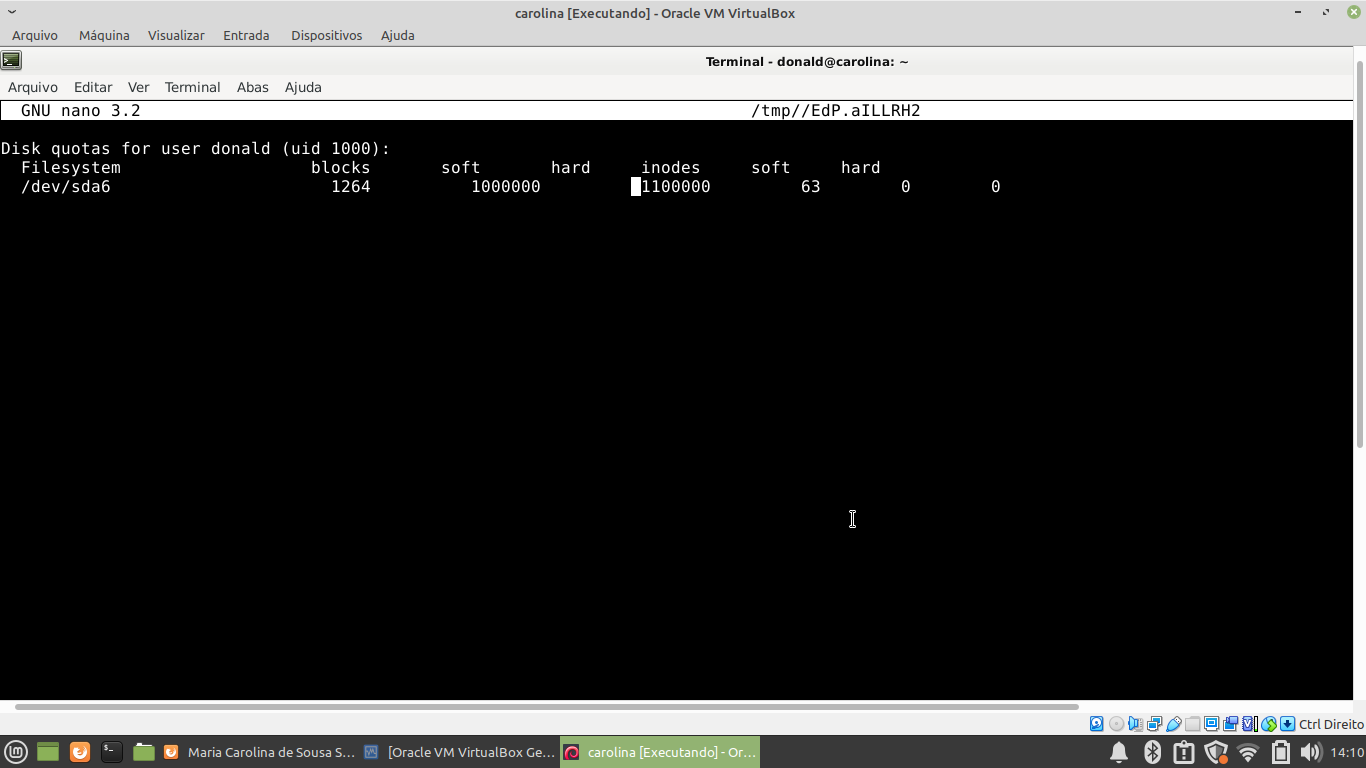 carolina [Executando] - Oracle VM VirtualBox
Arquivo Máquina Visualizar Entrada Dispositivos Ajuda
Terminal - donald@carolina: ~
Arquivo Editar Ver Terminal Abas Ajuda
GNU nano 3.2 /tmp//EdP.aILLRH2
Disk quotas for user donald (uid 1000):
Filesystem blocks soft hard inodes soft hard
/dev/sda6 1264 1000000 1100000 63 0 0
Ctrl Direito
Maria Carolina de Sousa S... [Oracle VM VirtualBox Ge... carolina [Executando] - Or... 14:10